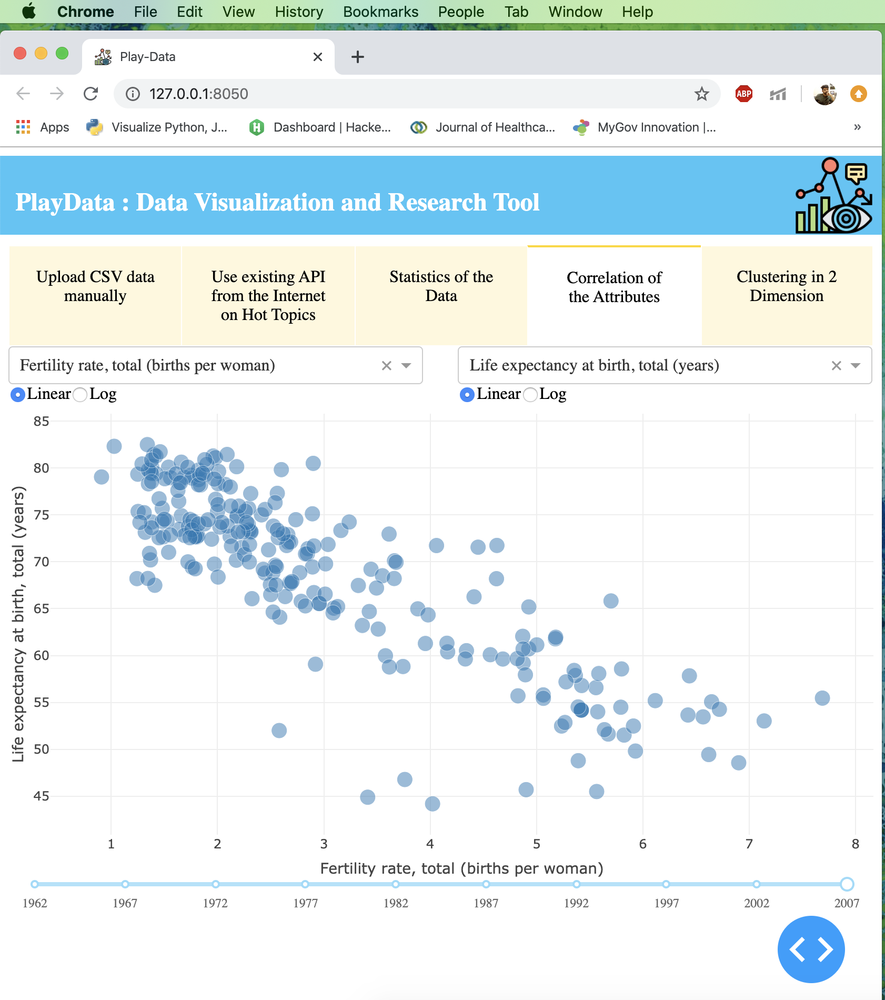 Chrome File Edit View History Bookmarks People Tab Window Help
Play-Data
127.0.0.1:8050
ABP
Apps Visualize Python, J... Dashboard | Hacke... Journal of Healthca... MyGov Innovation |... »
PlayData : Data Visualization and Research Tool
Upload CSV data
manually
Use existing API
from the Internet
on Hot Topics
Statistics of the
Data
Correlation of
the Attributes
Clustering in 2
Dimension
Fertility rate, total (births per woman)
Life expectancy at birth, total (years)
Linear Log
Linear Log
Life expectancy at birth, total (years)
85
80
75
70
65
60
55
50
45
1 2 3 4 5 6 7 8
Fertility rate, total (births per woman)
1962 1967 1972 1977 1982 1987 1992 1997 2002 2007